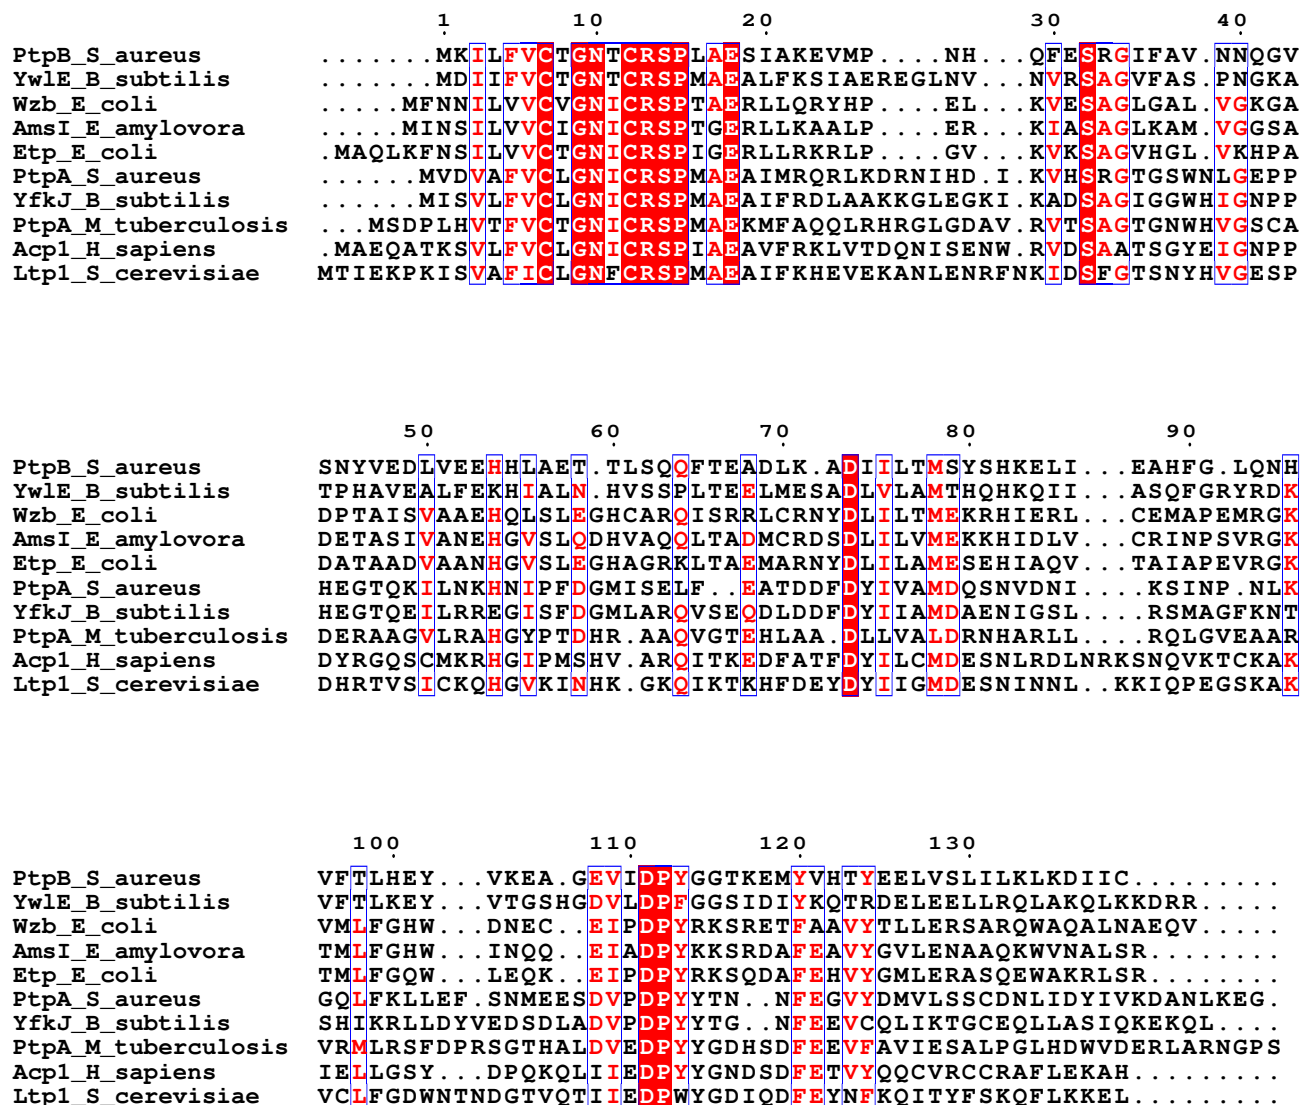 1 10 20 30 40
PtpB_S_aureus .......MKILFVCTGNTCRSPLAESIAKEVMP....NH...QFESRGIFAV.NNQGV
YwlE_B_subtilis .......MDIIFVCTGNTCRSPMAEALFKSIAEREGLNV...NVRSAGVFAS.PNGKA
Wzb_E_coli .....MFNNILVVCVGNICRSPTAERLLQRYHP....EL...KVESAGLGAL.VGKGA
AmsI_E_amylovora .....MINSILVVCIGNICRSPTGERLLKAALP....ER...KIASAGLKAM.VGGSA
Etp_E_coli .MAQLKFNSILVVCTGNICRSPIGERLLRKRLP....GV...KVKSAGVHGL.VKHPA
PtpA_S_aureus ......MVDVAFVCLGNICRSPMAEAIMRQRLKDRNIHD.I.KVHSRGTGSWNLGEPP
YfkJ_B_subtilis ......MISVLFVCLGNICRSPMAEAIFRDLAAKKGLEGKI.KADSAGIGGWHIGNPP
PtpA_M_tuberculosis ...MSDPLHVTFVCTGNICRSPMAEKMFAQQLRHRGLGDAV.RVTSAGTGNWHVGSCA
Acp1_H_sapiens .MAEQATKSVLFVCLGNICRSPIAEAVFRKLVTDQNISENW.RVDSAATSGYEIGNPP
Ltp1_S_cerevisiae MTIEKPKISVAFICLGNFCRSPMAEAIFKHEVEKANLENRFNKIDSFGTSNYHVGESP
50 60 70 80 90
PtpB_S_aureus SNYVEDLVEEHHLAET.TLSQQFTEADLK.ADIILTMSYSHKELI...EAHFG.LQNH
YwlE_B_subtilis TPHAVEALFEKHIALN.HVSSPLTEELMESADLVLAMTHQHKQII...ASQFGRYRDK
Wzb_E_coli DPTAISVAAEHQLSLEGHCARQISRRLCRNYDLILTMEKRHIERL...CEMAPEMRGK
AmsI_E_amylovora DETASIVANEHGVSLQDHVAQQLTADMCRDSDLILVMEKKHIDLV...CRINPSVRGK
Etp_E_coli DATAADVAANHGVSLEGHAGRKLTAEMARNYDLILAMESEHIAQV...TAIAPEVRGK
PtpA_S_aureus HEGTQKILNKHNIPFDGMISELF..EATDDFDYIVAMDQSNVDNI....KSINP.NLK
YfkJ_B_subtilis HEGTQEILRREGISFDGMLARQVSEQDLDDFDYIIAMDAENIGSL....RSMAGFKNT
PtpA_M_tuberculosis DERAAGVLRAHGYPTDHR.AAQVGTEHLAA.DLLVALDRNHARLL....RQLGVEAAR
Acp1_H_sapiens DYRGQSCMKRHGIPMSHV.ARQITKEDFATFDYILCMDESNLRDLNRKSNQVKTCKAK
Ltp1_S_cerevisiae DHRTVSICKQHGVKINHK.GKQIKTKHFDEYDYIIGMDESNINNL..KKIQPEGSKAK
100 110 120 130
PtpB_S_aureus VFTLHEY...VKEA.GEVIDPYGGTKEMYVHTYEELVSLILKLKDIIC.........
YwlE_B_subtilis VFTLKEY...VTGSHGDVLDPFGGSIDIYKQTRDELEELLRQLAKQLKKDRR.....
Wzb_E_coli VMLFGHW...DNEC..EIPDPYRKSRETFAAVYTLLERSARQWAQALNAEQV.....
AmsI_E_amylovora TMLFGHW...INQQ..EIADPYKKSRDAFEAVYGVLENAAQKWVNALSR........
Etp_E_coli TMLFGQW...LEQK..EIPDPYRKSQDAFEHVYGMLERASQEWAKRLSR........
PtpA_S_aureus GQLFKLLEF.SNMEESDVPDPYYTN..NFEGVYDMVLSSCDNLIDYIVKDANLKEG.
YfkJ_B_subtilis SHIKRLLDYVEDSDLADVPDPYYTG..NFEEVCQLIKTGCEQLLASIQKEKQL....
PtpA_M_tuberculosis VRMLRSFDPRSGTHALDVEDPYYGDHSDFEEVFAVIESALPGLHDWVDERLARNGPS
Acp1_H_sapiens IELLGSY...DPQKQLIIEDPYYGNDSDFETVYQQCVRCCRAFLEKAH.........
Ltp1_S_cerevisiae VCLFGDWNTNDGTVQTIIEDPWYGDIQDFEYNFKQITYFSKQFLKKEL.........